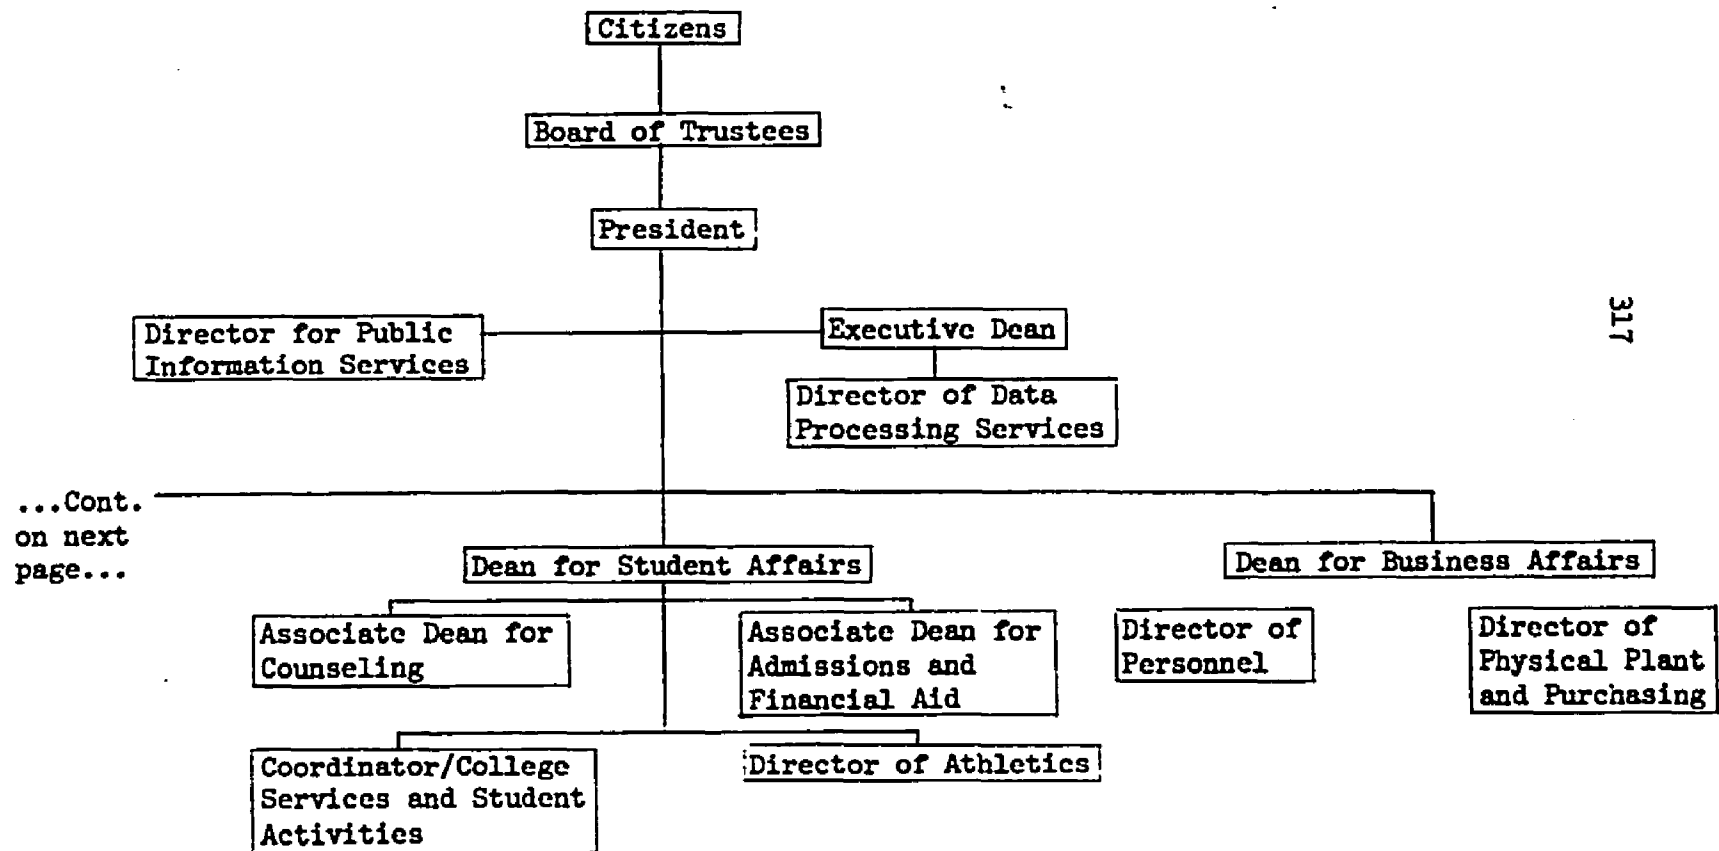 Citizens
Board of Trustees
President
Director for Public
Information Services
Executive Dean
Director of Data
Processing Services
317
...Cont.
on next
page...
Dean for Student Affairs
Dean for Business Affairs
Associate Dean for
Counseling
Associate Dean for
Admissions and
Financial Aid
Director of
Personnel
Director of
Physical Plant
and Purchasing
Coordinator/College
Services and Student
Activities
Director of Athletics